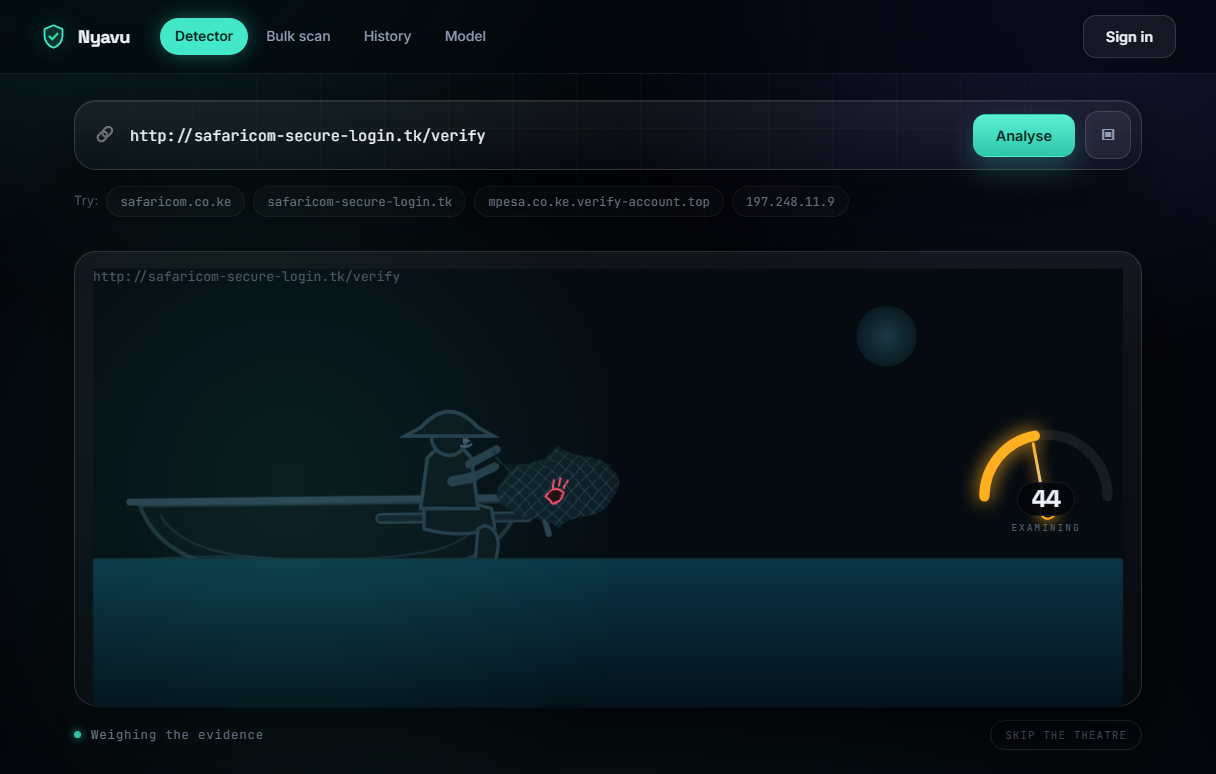 Nyavu
Detector
Bulk scan
History
Model
Sign in
http://safaricom-secure-login.tk/verify
Analyse
Try:
safaricom.co.ke
safaricom-secure-login.tk
mpesa.co.ke.verify-account.top
197.248.11.9
http://safaricom-secure-login.tk/verify
44
EXAMINING
Weighing the evidence
SKIP THE THEATRE